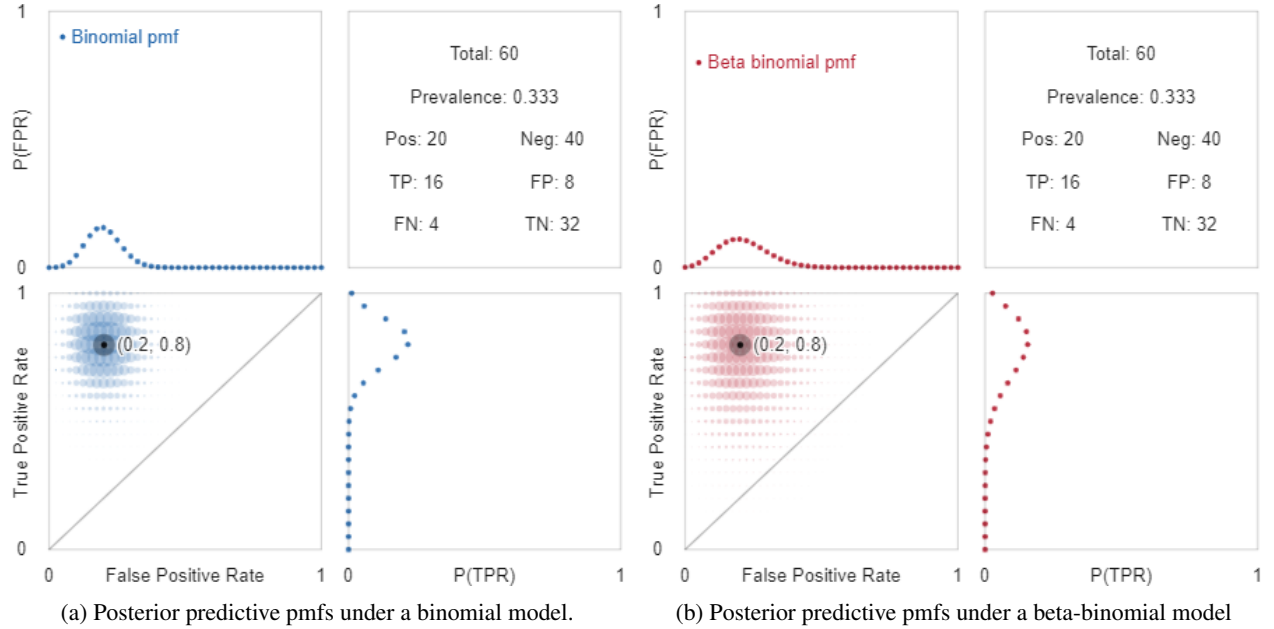 1
P(FPR)
0
Binomial pmf
Total: 60
Prevalence: 0.333
Pos: 20 Neg: 40
TP: 16 FP: 8
FN: 4 TN: 32
1
True Positive Rate
0
(0.2, 0.8)
0 False Positive Rate 1
0 P(TPR) 1
(a) Posterior predictive pmfs under a binomial model.
1
P(FPR)
0
Beta binomial pmf
Total: 60
Prevalence: 0.333
Pos: 20 Neg: 40
TP: 16 FP: 8
FN: 4 TN: 32
1
True Positive Rate
0
(0.2, 0.8)
0 False Positive Rate 1
0 P(TPR) 1
(b) Posterior predictive pmfs under a beta-binomial model